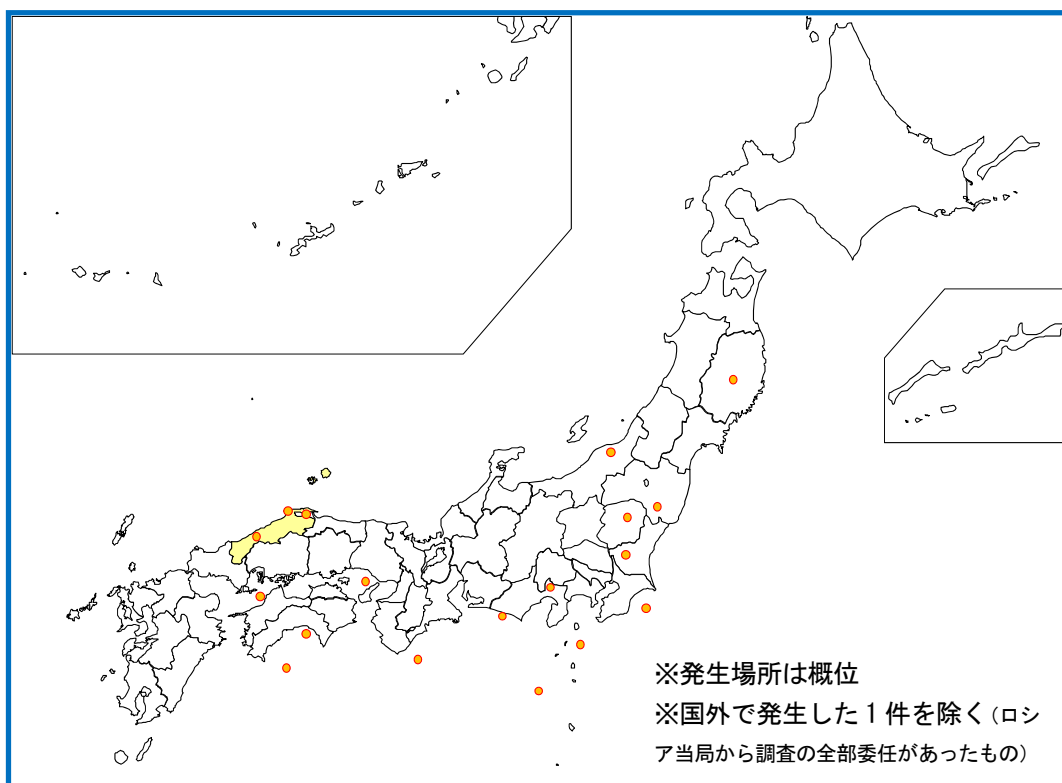 ※発生場所は概位
※国外で発生した1件を除く(ロシ
ア当局から調査の全部委任があったもの)